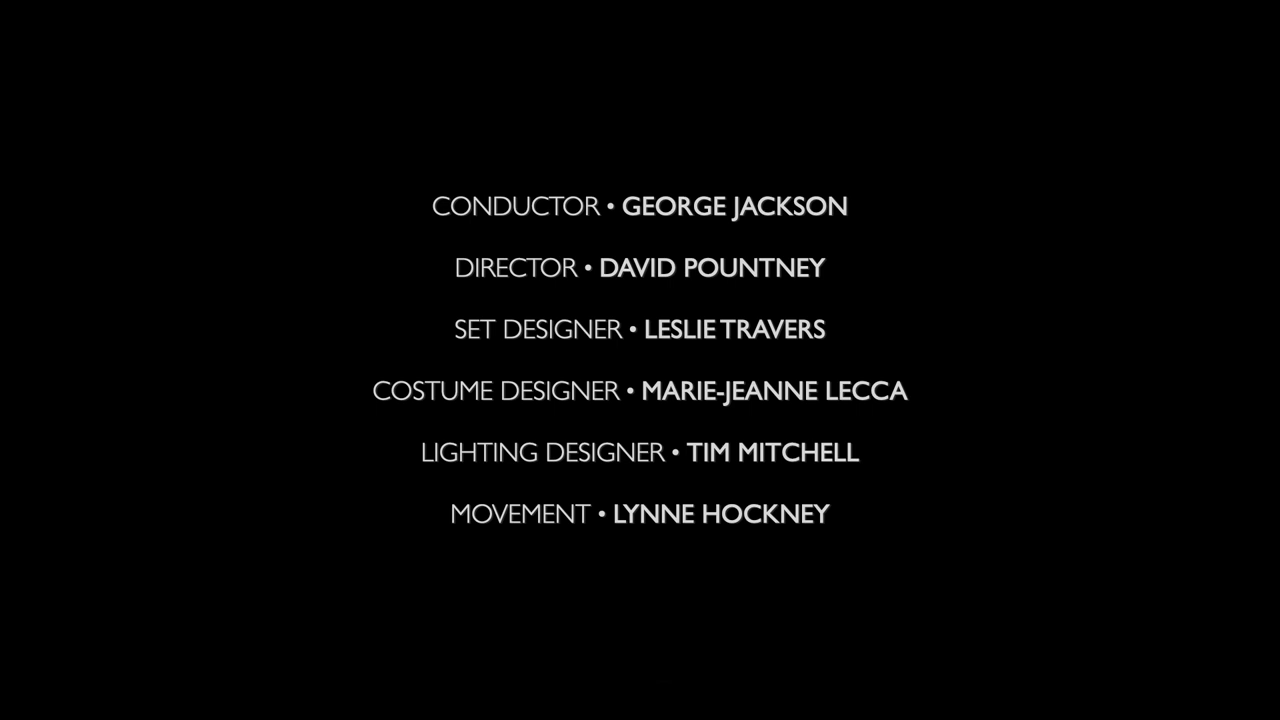 CONDUCTOR • GEORGE JACKSON
DIRECTOR • DAVID POUNTNEY
SET DESIGNER • LESLIE TRAVERS
COSTUME DESIGNER • MARIE-JEANNE LECCA
LIGHTING DESIGNER • TIM MITCHELL
MOVEMENT • LYNNE HOCKNEY